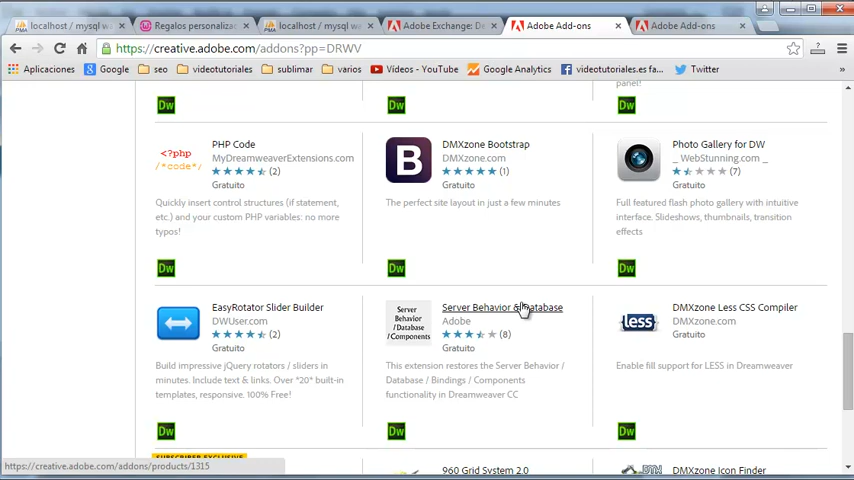 localhost / mysql w
Regalos personaliza
localhost / mysql w
Adobe Exchange: D
Adobe Add-ons
Adobe Add-ons
https://creative.adobe.com/addons?pp=DRWV
Aplicaciones
Google
seo
videotutoriales
sublimar
varios
Vídeos - YouTube
Google Analytics
videotutoriales.es fa...
Twitter
»
panel!
Dw
Dw
Dw
<?php
/*code*/
PHP Code
MyDreamweaverExtensions.com
(2)
Gratuito
Quickly insert control structures (if statement,
etc.) and your custom PHP variables: no more
typos!
B
DMXzone Bootstrap
DMXzone.com
(1)
Gratuito
The perfect site layout in just a few minutes
Photo Gallery for DW
_ WebStunning.com _
(7)
Gratuito
Full featured flash photo gallery with intuitive
interface. Slideshows, thumbnails, transition
effects
Dw
Dw
Dw
EasyRotator Slider Builder
DWUser.com
(2)
Gratuito
Build impressive jQuery rotators / sliders in
minutes. Include text & links. Over *20* built-in
templates, responsive. 100% Free!
Server
Behavior
/ Database
/Components
Server Behavior & Database
Adobe
(8)
Gratuito
This extension restores the Server Behavior /
Database / Bindings / Components
functionality in Dreamweaver CC
less
DMXzone Less CSS Compiler
DMXzone.com
Gratuito
Enable full support for LESS in Dreamweaver
Dw
Dw
Dw
SUBSCRIBER EXCLUSIVE
960 Grid System 2.0
DMXzone Icon Finder
https://creative.adobe.com/addons/products/1315